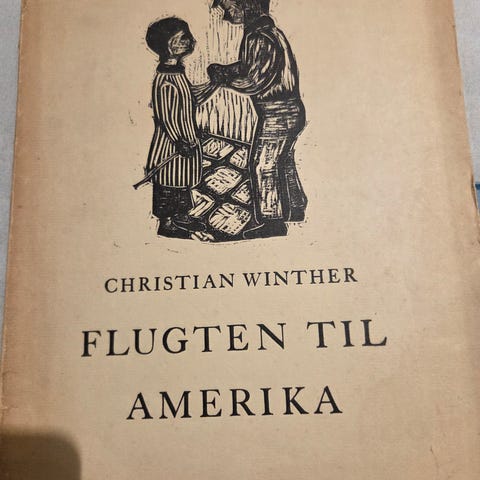 CHRISTIAN WINTHER
FLUGTEN TIL
AMERIKA